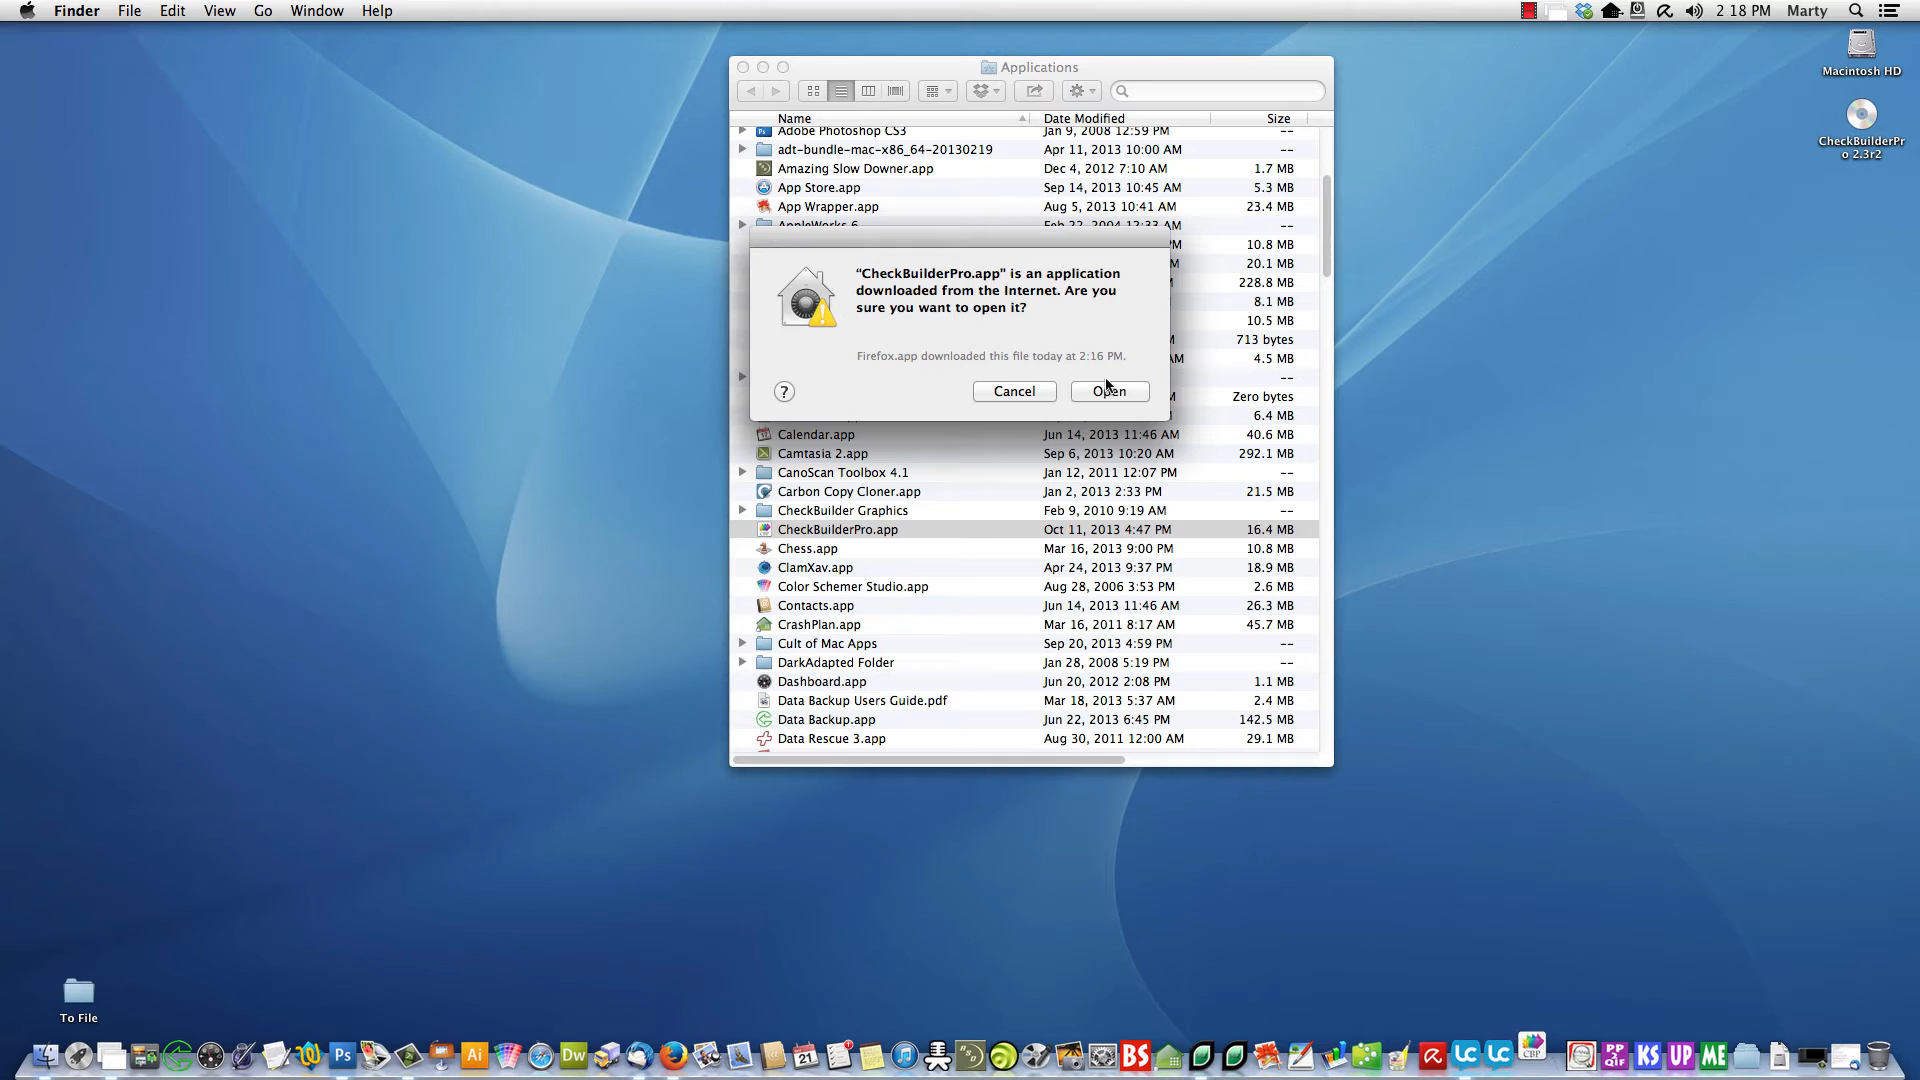 Finder File Edit View Go Window Help 2 18 PM Marty
Applications
Name Date Modified Size
Adobe Photoshop CS3 Jan 9, 2008 12:59 PM --
adt-bundle-mac-x86_64-20130219 Apr 11, 2013 10:00 AM --
Amazing Slow Downer.app Dec 4, 2012 7:10 AM 1.7 MB
App Store.app Sep 14, 2013 10:45 AM 5.3 MB
App Wrapper.app Aug 5, 2013 10:41 AM 23.4 MB
AppleWorks 6 Feb 22, 2004 12:33 AM --
10.8 MB
20.1 MB
228.8 MB
8.1 MB
10.5 MB
713 bytes
4.5 MB
--
Zero bytes
6.4 MB
“CheckBuilderPro.app” is an application
downloaded from the Internet. Are you
sure you want to open it?
Firefox.app downloaded this file today at 2:16 PM.
? Cancel Open
Calendar.app Jun 14, 2013 11:46 AM 40.6 MB
Camtasia 2.app Sep 6, 2013 10:20 AM 292.1 MB
CanoScan Toolbox 4.1 Jan 12, 2011 12:07 PM --
Carbon Copy Cloner.app Jan 2, 2013 2:33 PM 21.5 MB
CheckBuilder Graphics Feb 9, 2010 9:19 AM --
CheckBuilderPro.app Oct 11, 2013 4:47 PM 16.4 MB
Chess.app Mar 16, 2013 9:00 PM 10.8 MB
ClamXav.app Apr 24, 2013 9:37 PM 18.9 MB
Color Schemer Studio.app Aug 28, 2006 3:53 PM 2.6 MB
Contacts.app Jun 14, 2013 11:46 AM 26.3 MB
CrashPlan.app Mar 16, 2011 8:17 AM 45.7 MB
Cult of Mac Apps Sep 20, 2013 4:59 PM --
DarkAdapted Folder Jan 28, 2008 5:19 PM --
Dashboard.app Jun 20, 2012 2:08 PM 1.1 MB
Data Backup Users Guide.pdf Mar 18, 2013 5:37 AM 2.4 MB
Data Backup.app Jun 22, 2013 6:45 PM 142.5 MB
Data Rescue 3.app Aug 30, 2011 12:00 AM 29.1 MB
Macintosh HD
CheckBuilderPr
o 2.3r2
To File
Ps Ai Dw 21 BS LC LC CBP PP 2 QIF KS UP ME